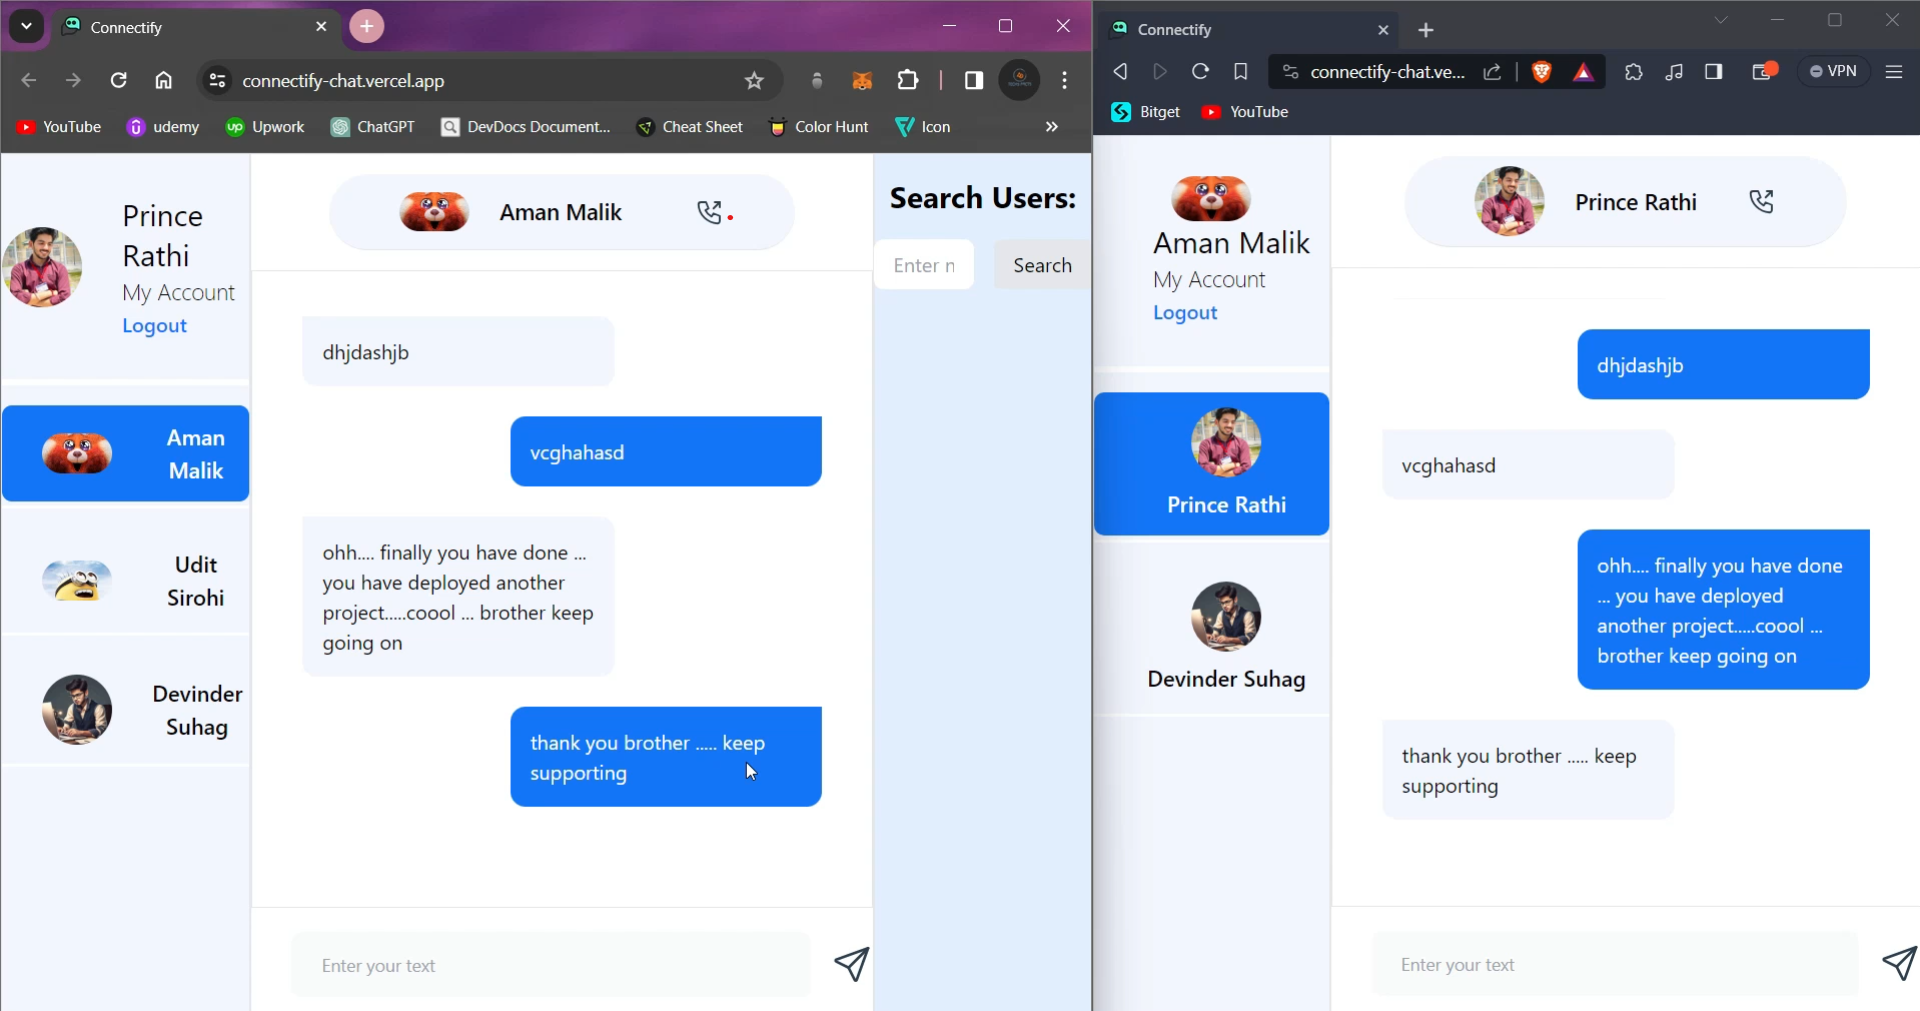 Connectify
connectify-chat.vercel.app
YouTube
udemy
up Upwork
ChatGPT
DevDocs Document...
Cheat Sheet
Color Hunt
Icon
»
Prince
Rathi
My Account
Logout
Aman
Malik
Udit
Sirohi
Devinder
Suhag
Aman Malik
dhjdashjb
vcghahasd
ohh.... finally you have done ...
you have deployed another
project.....coool ... brother keep
going on
thank you brother ..... keep
supporting
Enter your text
Search Users:
Enter n
Search
Connectify
connectify-chat.ve...
VPN
Bitget
YouTube
Aman Malik
My Account
Logout
Prince Rathi
Devinder Suhag
Prince Rathi
dhjdashjb
vcghahasd
ohh.... finally you have done
... you have deployed
another project.....coool ...
brother keep going on
thank you brother ..... keep
supporting
Enter your text